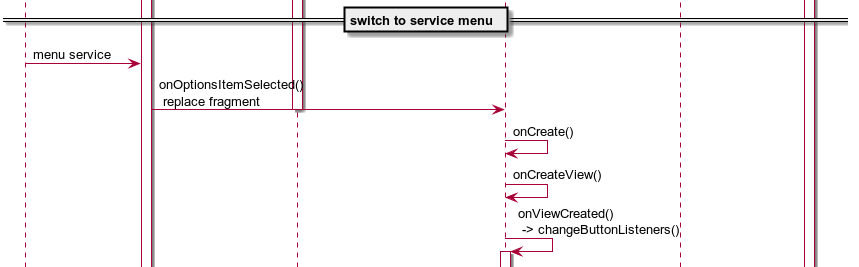 switch to service menu
menu service
onOptionsItemSelected()
replace fragment
onCreate()
onCreateView()
onViewCreated()
-> changeButtonListeners()